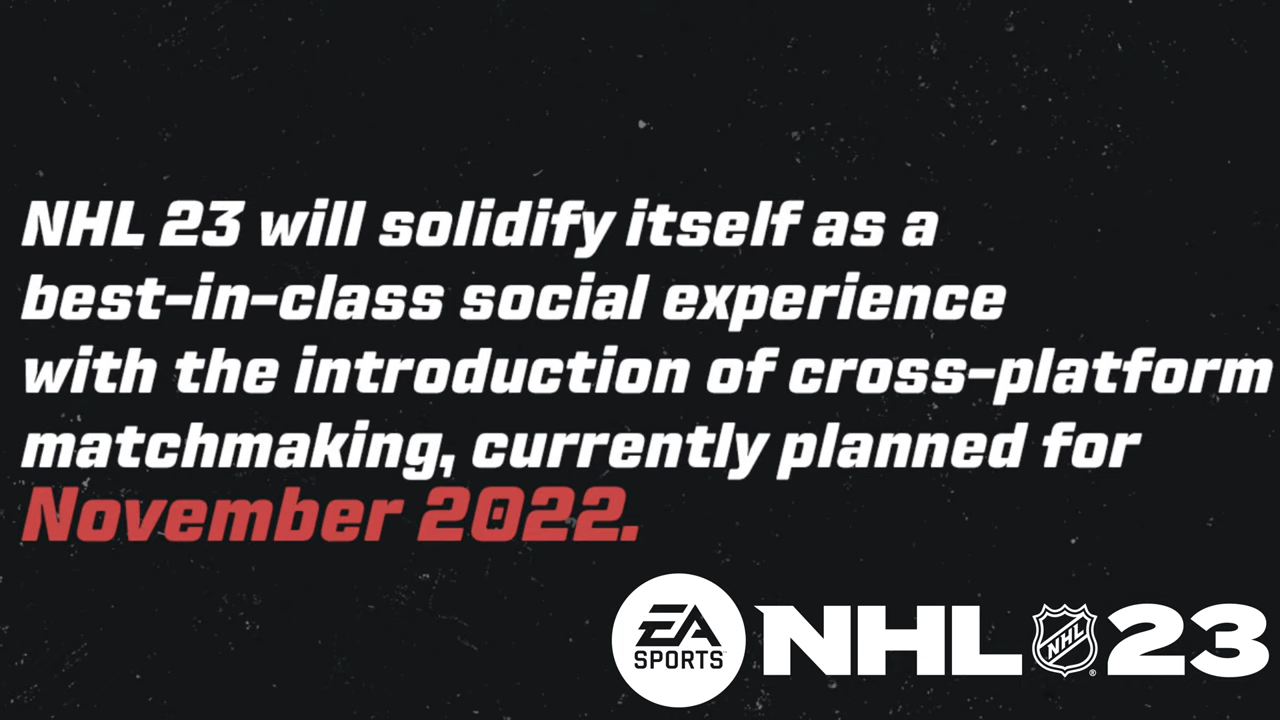 NHL 23 will solidify itself as a
best-in-class social experience
with the introduction of cross-platform
matchmaking, currently planned for
November 2022.
EA SPORTS™ NHL NHL® 23